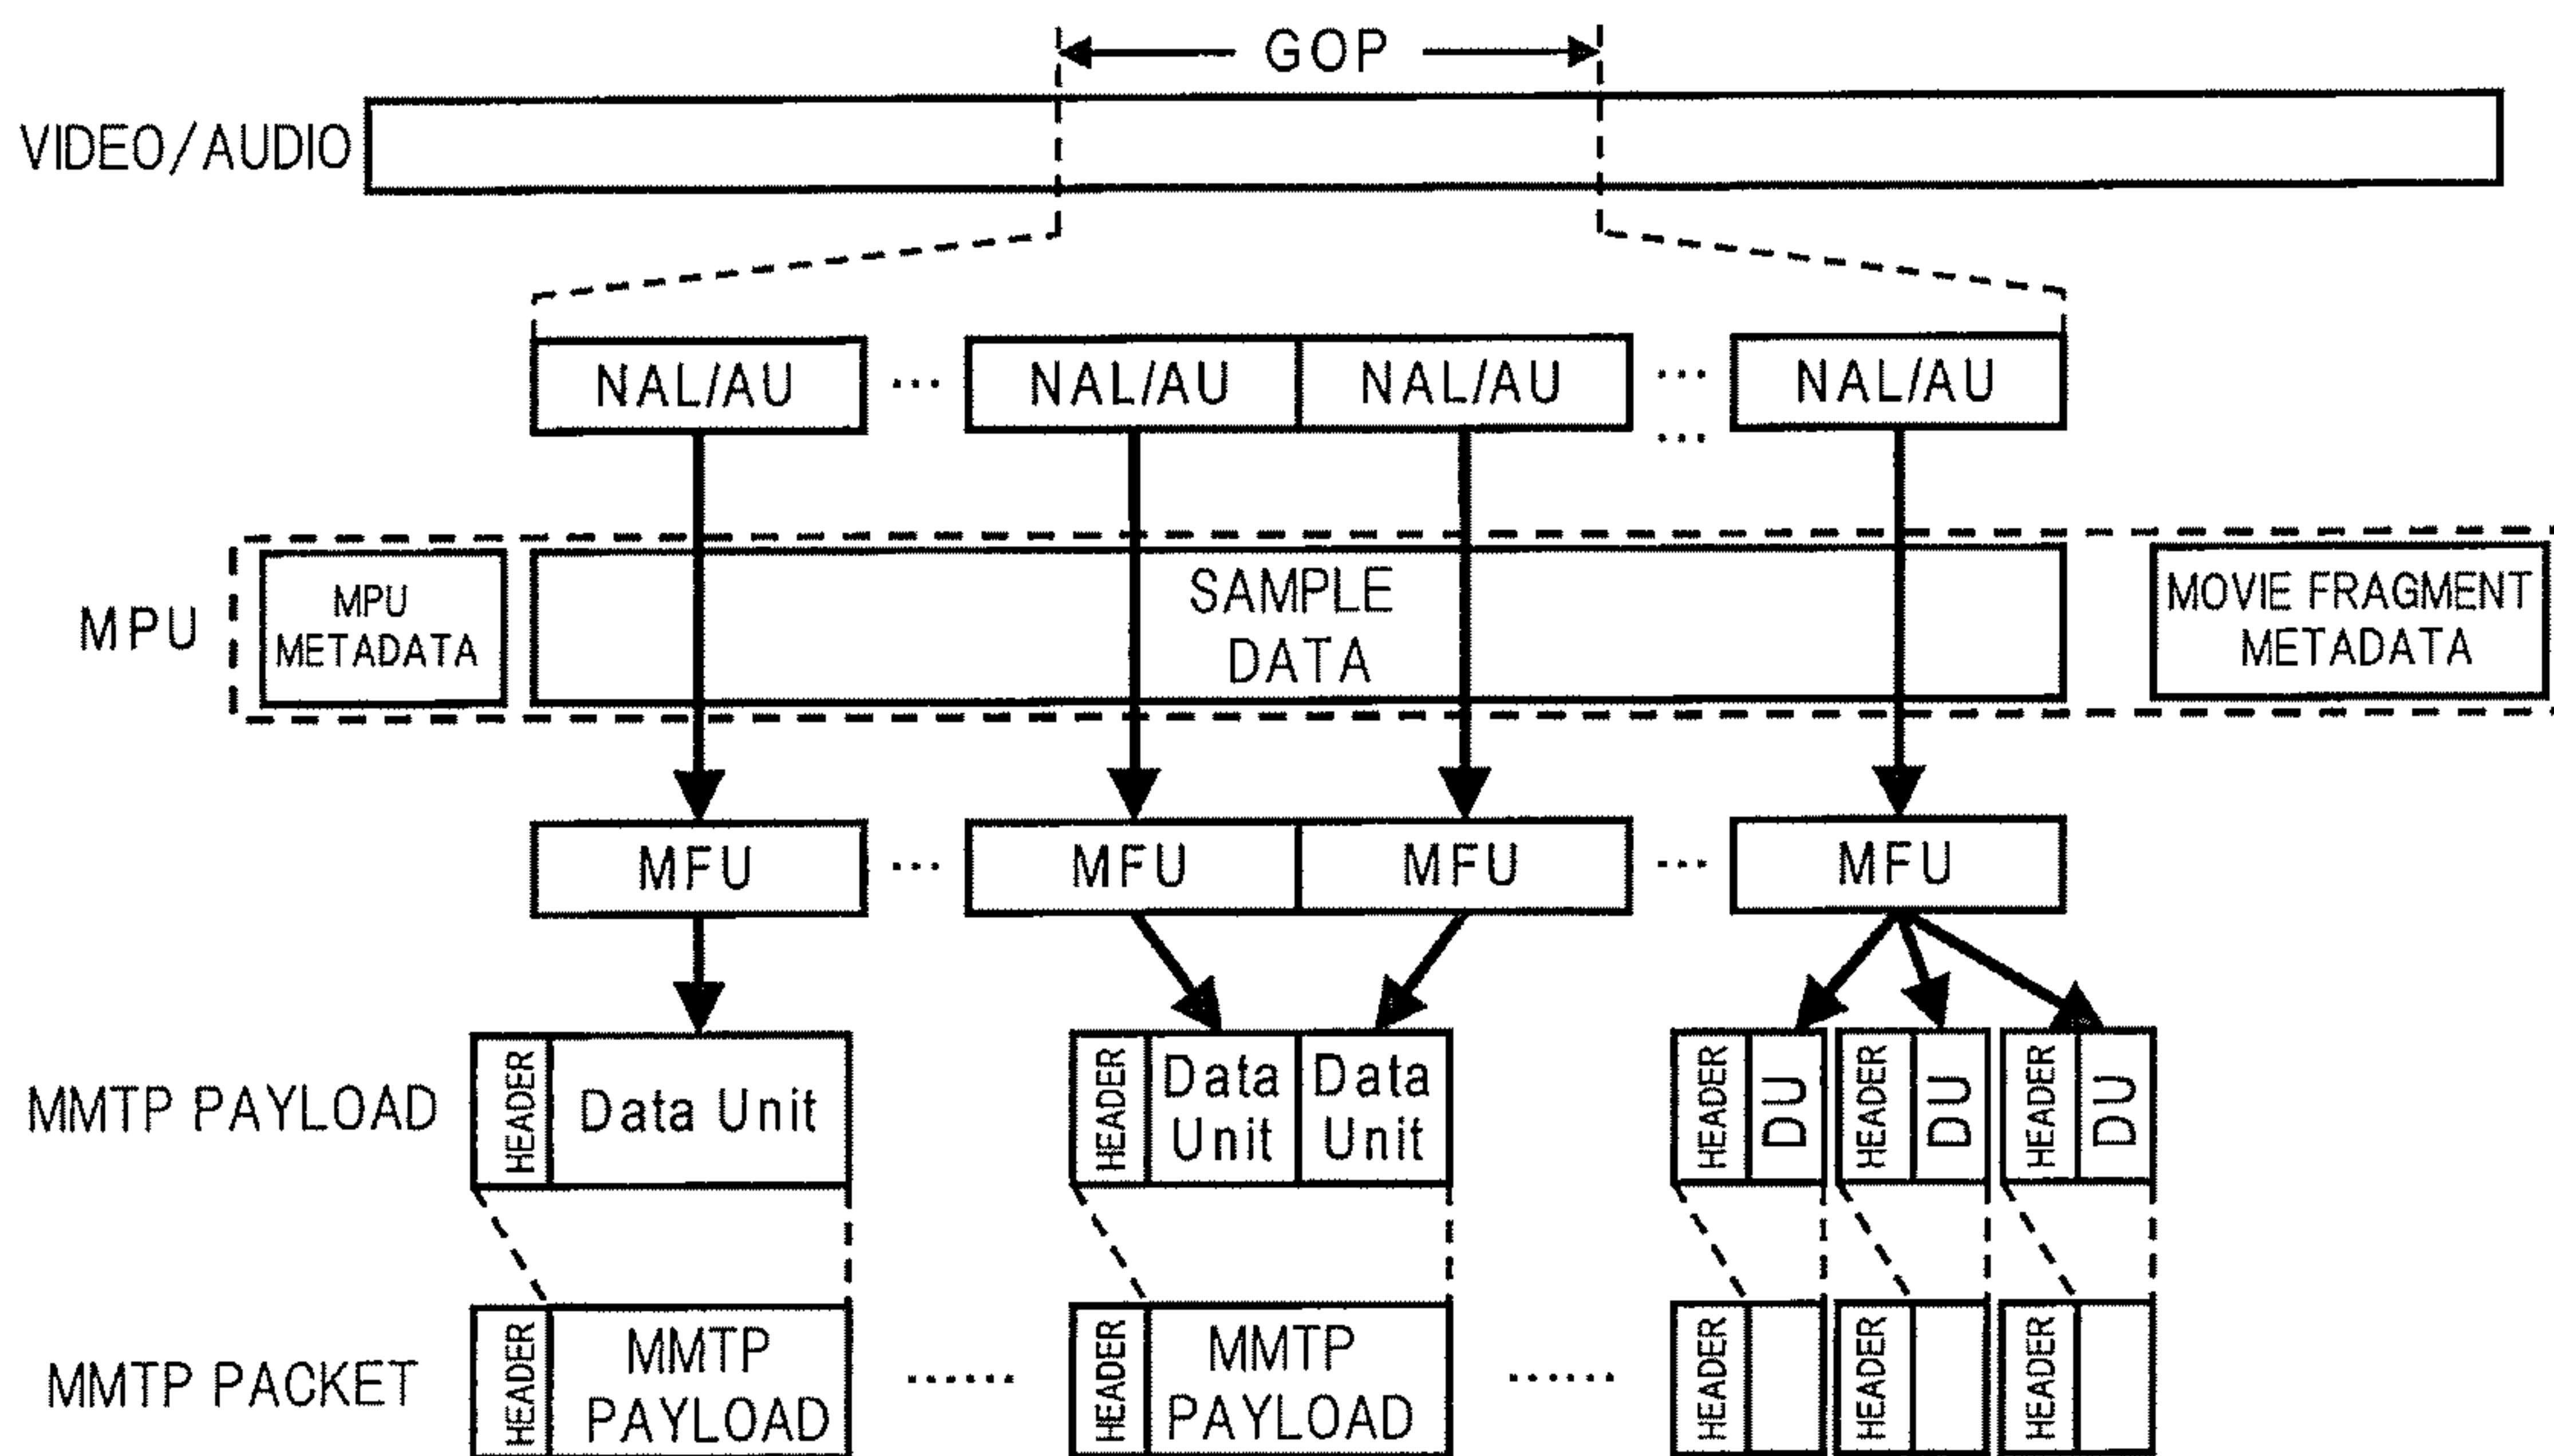 GOP
VIDEO/AUDIO
NAL/AU ... NAL/AU NAL/AU ... NAL/AU
...
MPU
MPU
METADATA
SAMPLE
DATA
MOVIE FRAGMENT
METADATA
MFU ... MFU MFU ... MFU
MMTP PAYLOAD
HEADER
Data Unit
HEADER
Data
Unit
Data
Unit
HEADER
DU
HEADER
DU
HEADER
DU
MMTP PACKET
HEADER
MMTP
PAYLOAD
......
HEADER
MMTP
PAYLOAD
......
HEADER
HEADER
HEADER